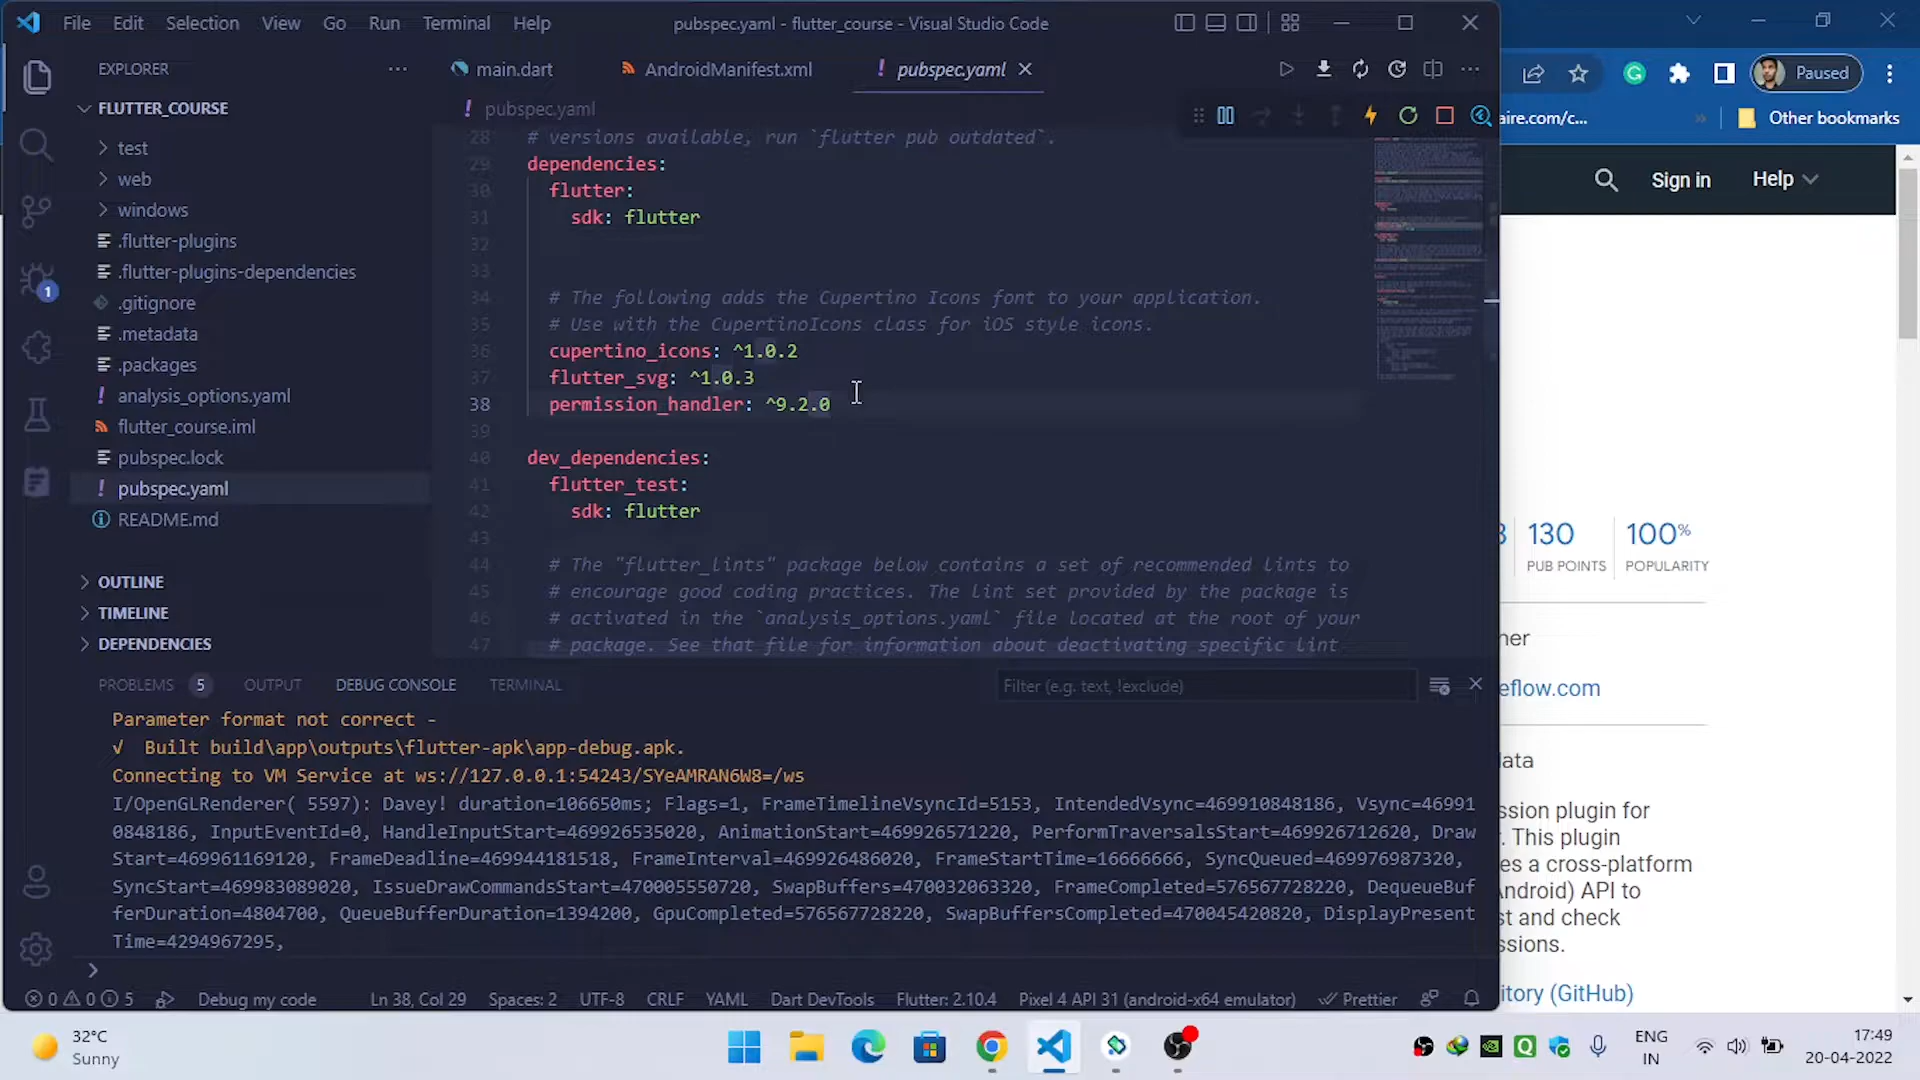 File Edit Selection View Go Run Terminal Help
pubspec.yaml - flutter_course - Visual Studio Code
EXPLORER
FLUTTER_COURSE
test
web
windows
.flutter-plugins
.flutter-plugins-dependencies
.gitignore
.metadata
.packages
analysis_options.yaml
flutter_course.iml
pubspec.lock
pubspec.yaml
README.md
OUTLINE
TIMELINE
DEPENDENCIES
1
main.dart AndroidManifest.xml pubspec.yaml
pubspec.yaml
28 # versions available, run `flutter pub outdated`.
29 dependencies:
30 flutter:
31 sdk: flutter
32
33
34 # The following adds the Cupertino Icons font to your application.
35 # Use with the CupertinoIcons class for iOS style icons.
36 cupertino_icons: ^1.0.2
37 flutter_svg: ^1.0.3
38 permission_handler: ^9.2.0
39
40 dev_dependencies:
41 flutter_test:
42 sdk: flutter
43
44 # The "flutter_lints" package below contains a set of recommended lints to
45 # encourage good coding practices. The lint set provided by the package is
46 # activated in the `analysis_options.yaml` file located at the root of your
47 # package. See that file for information about deactivating specific lint
PROBLEMS 5 OUTPUT DEBUG CONSOLE TERMINAL
Filter (e.g. text, !exclude)
Parameter format not correct -
√ Built build\app\outputs\flutter-apk\app-debug.apk.
Connecting to VM Service at ws://127.0.0.1:54243/SYeAMRAN6W8=/ws
I/OpenGLRenderer( 5597): Davey! duration=106650ms; Flags=1, FrameTimelineVsyncId=5153, IntendedVsync=469910848186, Vsync=46991
0848186, InputEventId=0, HandleInputStart=469926535020, AnimationStart=469926571220, PerformTraversalsStart=469926712620, Draw
Start=469961169120, FrameDeadline=469944181518, FrameInterval=469926486020, FrameStartTime=16666666, SyncQueued=469976987320,
SyncStart=469983089020, IssueDrawCommandsStart=470005550720, SwapBuffers=470032063320, FrameCompleted=576567728220, DequeueBuf
ferDuration=4804700, QueueBufferDuration=1394200, GpuCompleted=576567728220, SwapBuffersCompleted=470045420820, DisplayPresent
Time=4294967295,
0 0 5 Debug my code Ln 38, Col 29 Spaces: 2 UTF-8 CRLF YAML Dart DevTools Flutter: 2.10.4 Pixel 4 API 31 (android-x64 emulator) Prettier
Paused
aire.com/c... » Other bookmarks
Sign in Help
130 100%
PUB POINTS POPULARITY
ner
eflow.com
data
ssion plugin for
. This plugin
es a cross-platform
Android) API to
st and check
ssions.
itory (GitHub)
32°C
Sunny
ENG
IN
17:49
20-04-2022